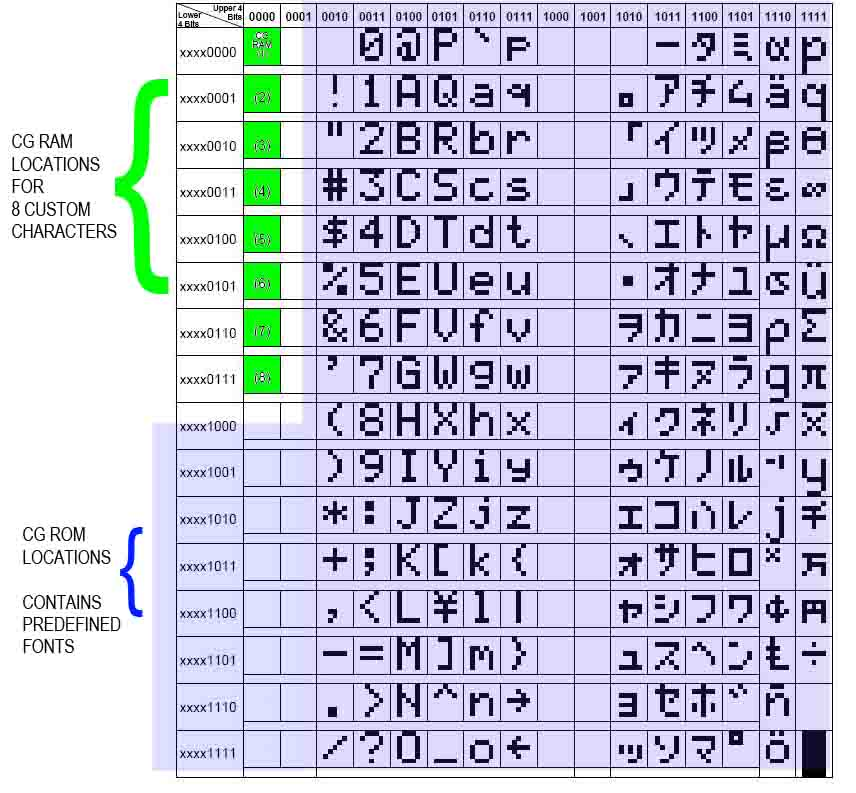 Upper 4
Bits
Lower
4 Bits
0000 0001 0010 0011 0100 0101 0110 0111 1000 1001 1010 1011 1100 1101 1110 1111
xxxx0000 CG RAM (1) 0 @ P ` p ー タ ミ α p
xxxx0001 (2) ! 1 A Q a q 。 ア チ ム ä q
xxxx0010 (3) " 2 B R b r 「 イ ツ メ β θ
xxxx0011 (4) # 3 C S c s 」 ウ テ モ ε ∞
xxxx0100 (5) $ 4 D T d t 、 エ ト ヤ μ Ω
xxxx0101 (6) % 5 E U e u ・ オ ナ ユ σ ü
xxxx0110 (7) & 6 F V f v ヲ カ ニ ヨ ρ Σ
xxxx0111 (8) ' 7 G W g w ァ キ ヌ ラ g π
xxxx1000 ( 8 H X h x ィ ク ネ リ √ x̄
xxxx1001 ) 9 I Y i y ゥ ケ ノ ル ⁻¹ y
xxxx1010 * : J Z j z ェ コ ハ レ j 千
xxxx1011 + ; K [ k { ォ サ ヒ ロ ˣ 万
xxxx1100 , < L ¥ l | ャ シ フ ワ ¢ 円
xxxx1101 - = M ] m } ュ ス ヘ ン ₤ ÷
xxxx1110 . > N ^ n → ョ セ ホ ゛ ñ
xxxx1111 / ? O _ o ← ッ ソ マ ゜ ö █
CG RAM
LOCATIONS
FOR
8 CUSTOM
CHARACTERS
CG ROM
LOCATIONS
CONTAINS
PREDEFINED
FONTS